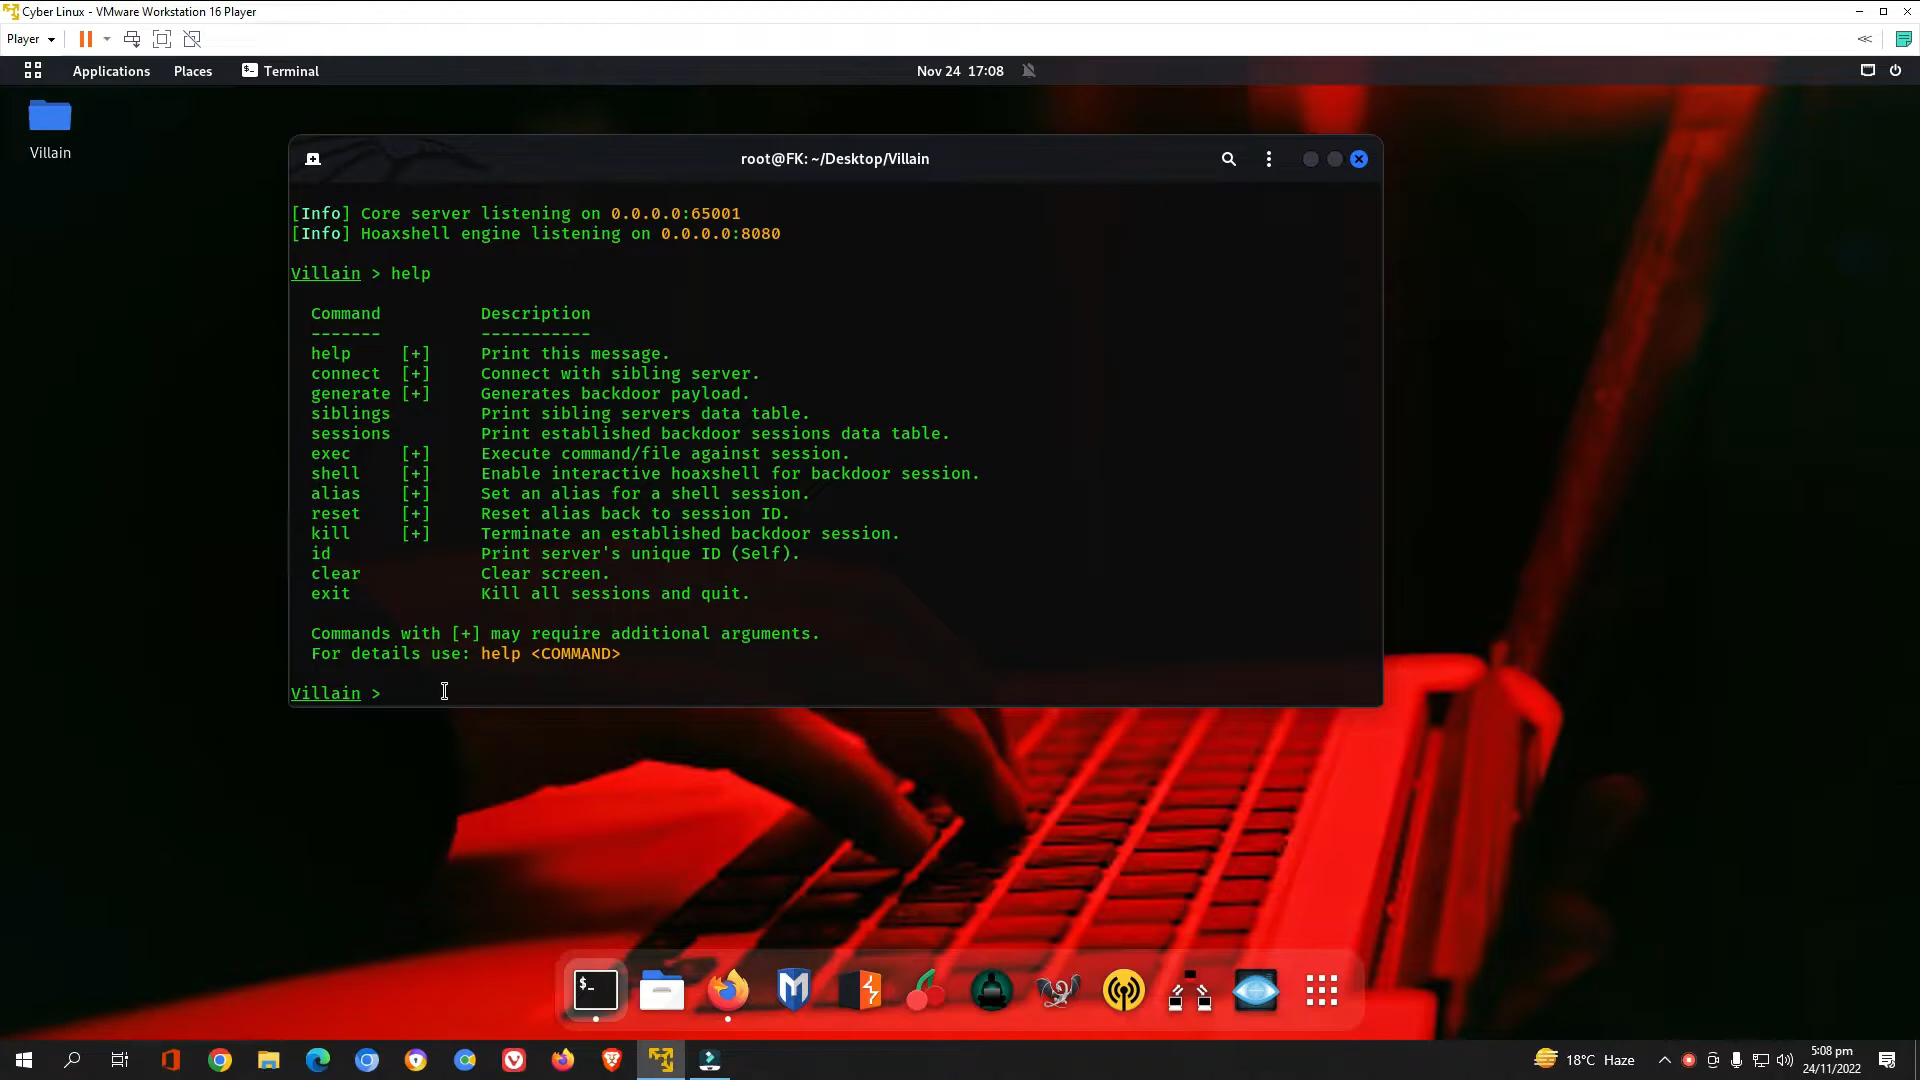 Cyber Linux - VMware Workstation 16 Player
Player
Applications Places Terminal Nov 24 17:08
Villain
root@FK: ~/Desktop/Villain
[Info] Core server listening on 0.0.0.0:65001
[Info] Hoaxshell engine listening on 0.0.0.0:8080
Villain > help
Command Description
------- -----------
help [+] Print this message.
connect [+] Connect with sibling server.
generate [+] Generates backdoor payload.
siblings Print sibling servers data table.
sessions Print established backdoor sessions data table.
exec [+] Execute command/file against session.
shell [+] Enable interactive hoaxshell for backdoor session.
alias [+] Set an alias for a shell session.
reset [+] Reset alias back to session ID.
kill [+] Terminate an established backdoor session.
id Print server's unique ID (Self).
clear Clear screen.
exit Kill all sessions and quit.
Commands with [+] may require additional arguments.
For details use: help <COMMAND>
Villain >
18°C Haze
5:08 pm
24/11/2022